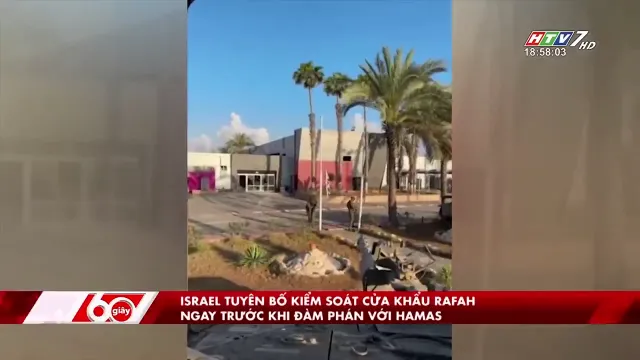 HTV7 HD
18:58:03
60 giây
ISRAEL TUYÊN BỐ KIỂM SOÁT CỬA KHẨU RAFAH
NGAY TRƯỚC KHI ĐÀM PHÁN VỚI HAMAS